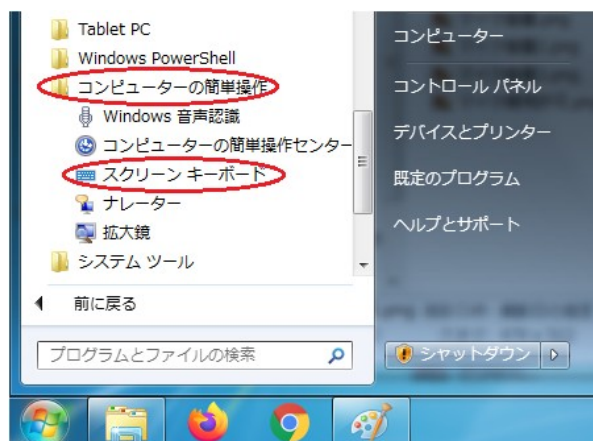 Tablet PC
Windows PowerShell
コンピューターの簡単操作
Windows 音声認識
コンピューターの簡単操作センター
スクリーン キーボード
ナレーター
拡大鏡
システム ツール
前に戻る
プログラムとファイルの検索
コンピューター
コントロール パネル
デバイスとプリンター
既定のプログラム
ヘルプとサポート
シャットダウン